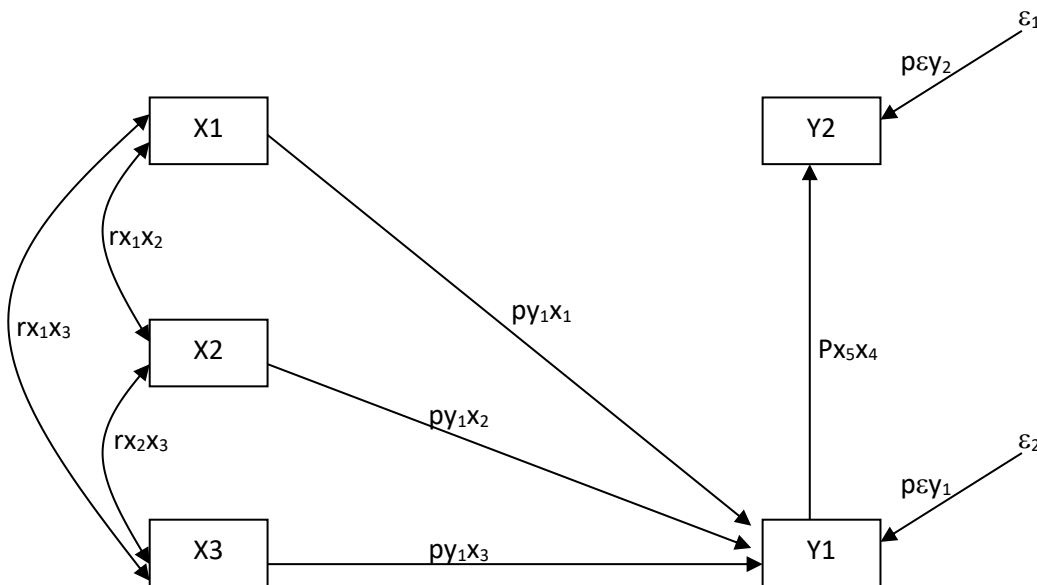 ε₁
pεy₂
X1
Y2
rx₁x₂
py₁x₁
rx₁x₃
X2
Px₅x₄
py₁x₂
rx₂x₃
ε₂
pεy₁
X3
py₁x₃
Y1